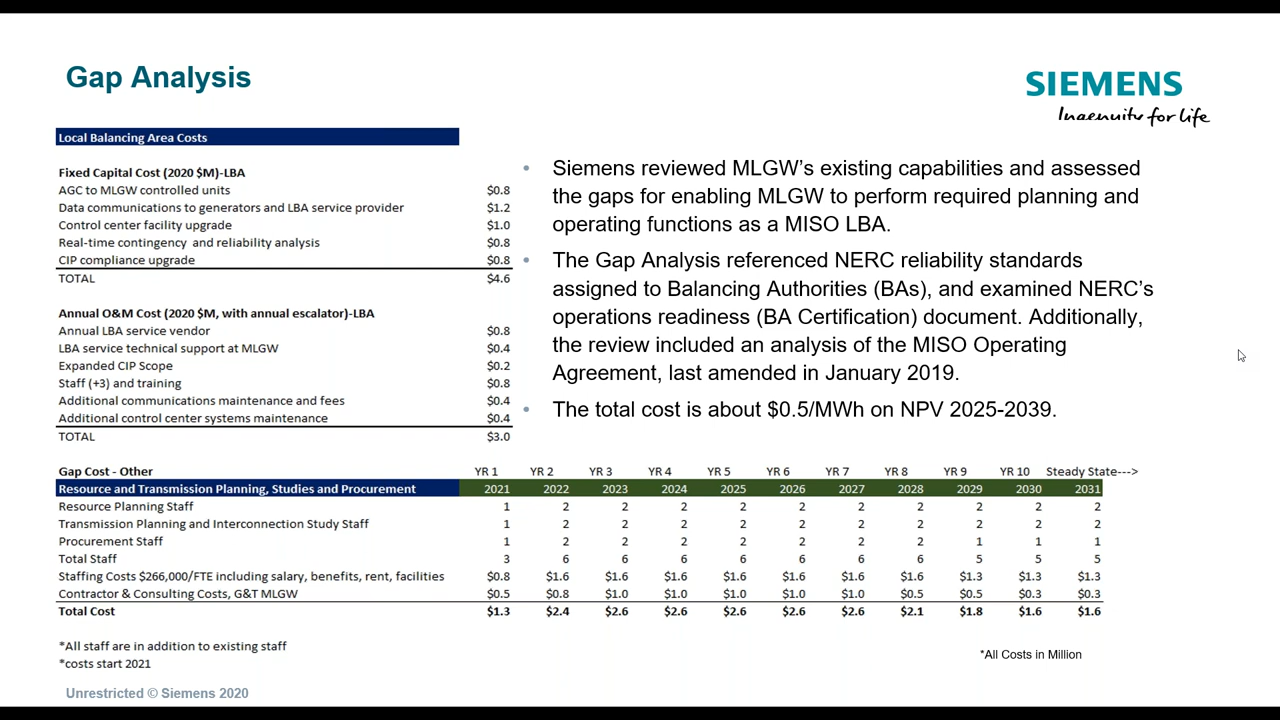 Gap Analysis
SIEMENS
Ingenuity for life
Local Balancing Area Costs
Fixed Capital Cost (2020 $M)-LBA
AGC to MLGW controlled units $0.8
Data communications to generators and LBA service provider $1.2
Control center facility upgrade $1.0
Real-time contingency and reliability analysis $0.8
CIP compliance upgrade $0.8
TOTAL $4.6
Annual O&M Cost (2020 $M, with annual escalator)-LBA
Annual LBA service vendor $0.8
LBA service technical support at MLGW $0.4
Expanded CIP Scope $0.2
Staff (+3) and training $0.8
Additional communications maintenance and fees $0.4
Additional control center systems maintenance $0.4
TOTAL $3.0
• Siemens reviewed MLGW’s existing capabilities and assessed
the gaps for enabling MLGW to perform required planning and
operating functions as a MISO LBA.
• The Gap Analysis referenced NERC reliability standards
assigned to Balancing Authorities (BAs), and examined NERC’s
operations readiness (BA Certification) document. Additionally,
the review included an analysis of the MISO Operating
Agreement, last amended in January 2019.
• The total cost is about $0.5/MWh on NPV 2025-2039.
Gap Cost - Other YR 1 YR 2 YR 3 YR 4 YR 5 YR 6 YR 7 YR 8 YR 9 YR 10 Steady State--->
Resource and Transmission Planning, Studies and Procurement 2021 2022 2023 2024 2025 2026 2027 2028 2029 2030 2031
Resource Planning Staff 1 2 2 2 2 2 2 2 2 2 2
Transmission Planning and Interconnection Study Staff 1 2 2 2 2 2 2 2 2 2 2
Procurement Staff 1 2 2 2 2 2 2 2 1 1 1
Total Staff 3 6 6 6 6 6 6 6 5 5 5
Staffing Costs $266,000/FTE including salary, benefits, rent, facilities $0.8 $1.6 $1.6 $1.6 $1.6 $1.6 $1.6 $1.6 $1.3 $1.3 $1.3
Contractor & Consulting Costs, G&T MLGW $0.5 $0.8 $1.0 $1.0 $1.0 $1.0 $1.0 $0.5 $0.5 $0.3 $0.3
Total Cost $1.3 $2.4 $2.6 $2.6 $2.6 $2.6 $2.6 $2.1 $1.8 $1.6 $1.6
*All staff are in addition to existing staff
*costs start 2021
*All Costs in Million
Unrestricted © Siemens 2020